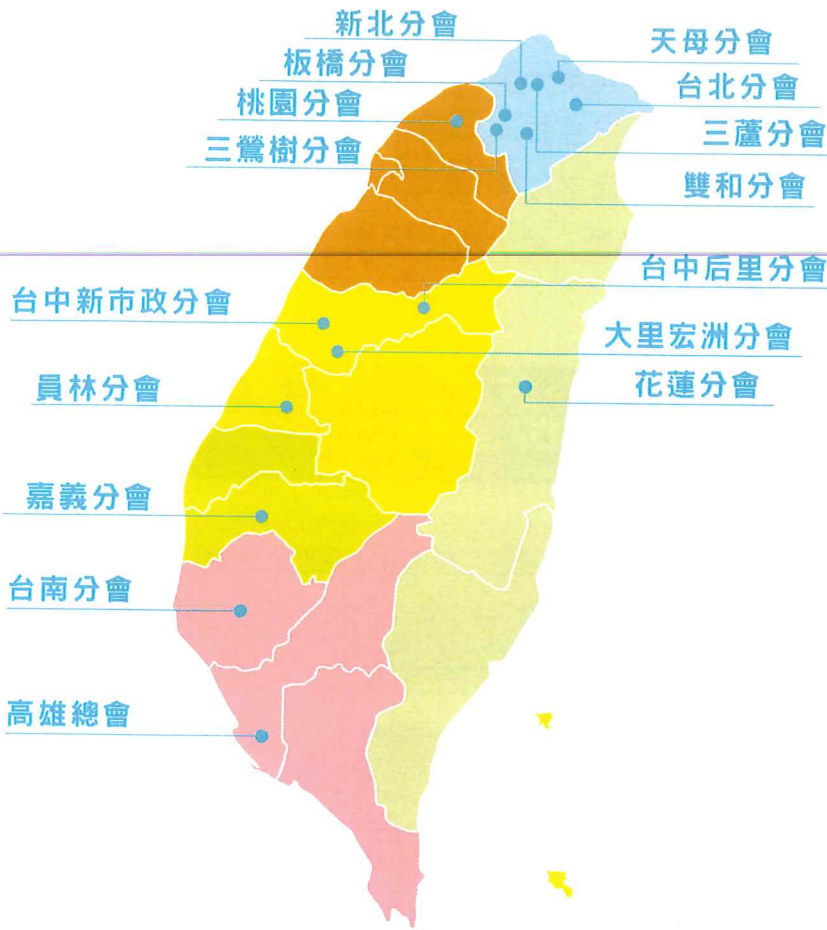 新北分會
天母分會
板橋分會
台北分會
桃園分會
三蘆分會
三鶯樹分會
雙和分會
台中后里分會
台中新市政分會
大里宏洲分會
員林分會
花蓮分會
嘉義分會
台南分會
高雄總會